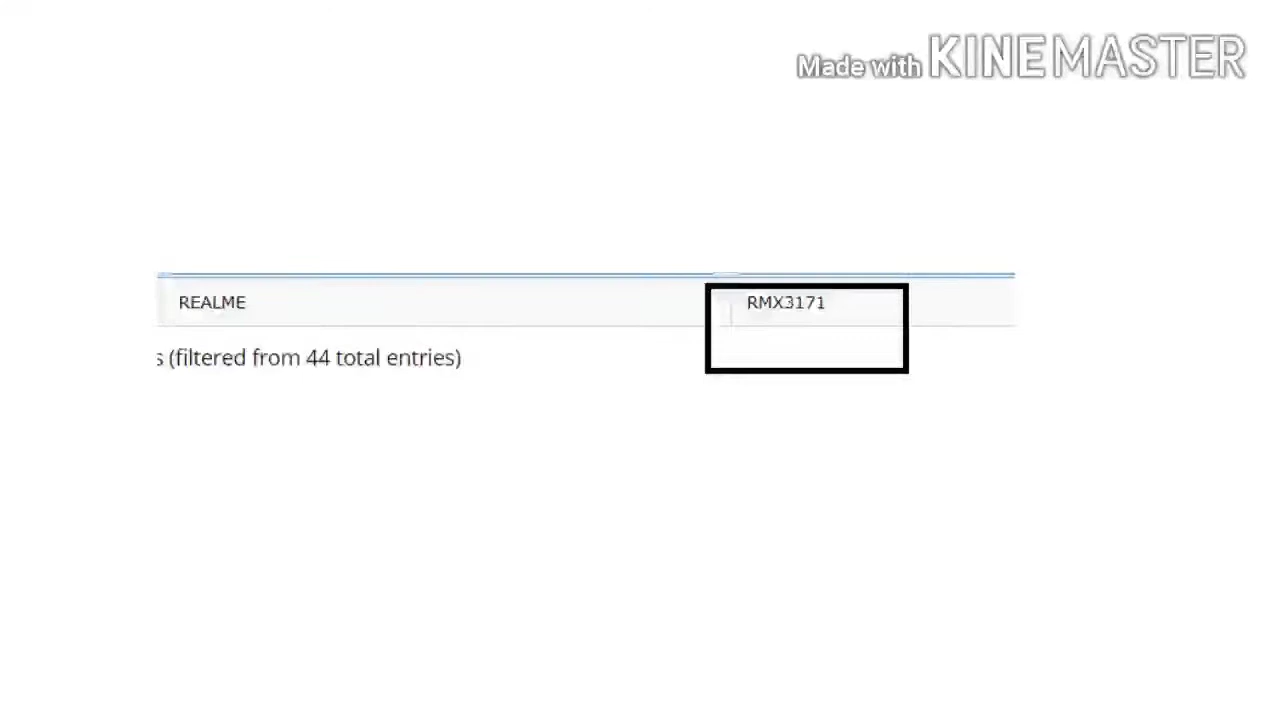 Made with KINEMASTER
REALME RMX3171
s (filtered from 44 total entries)